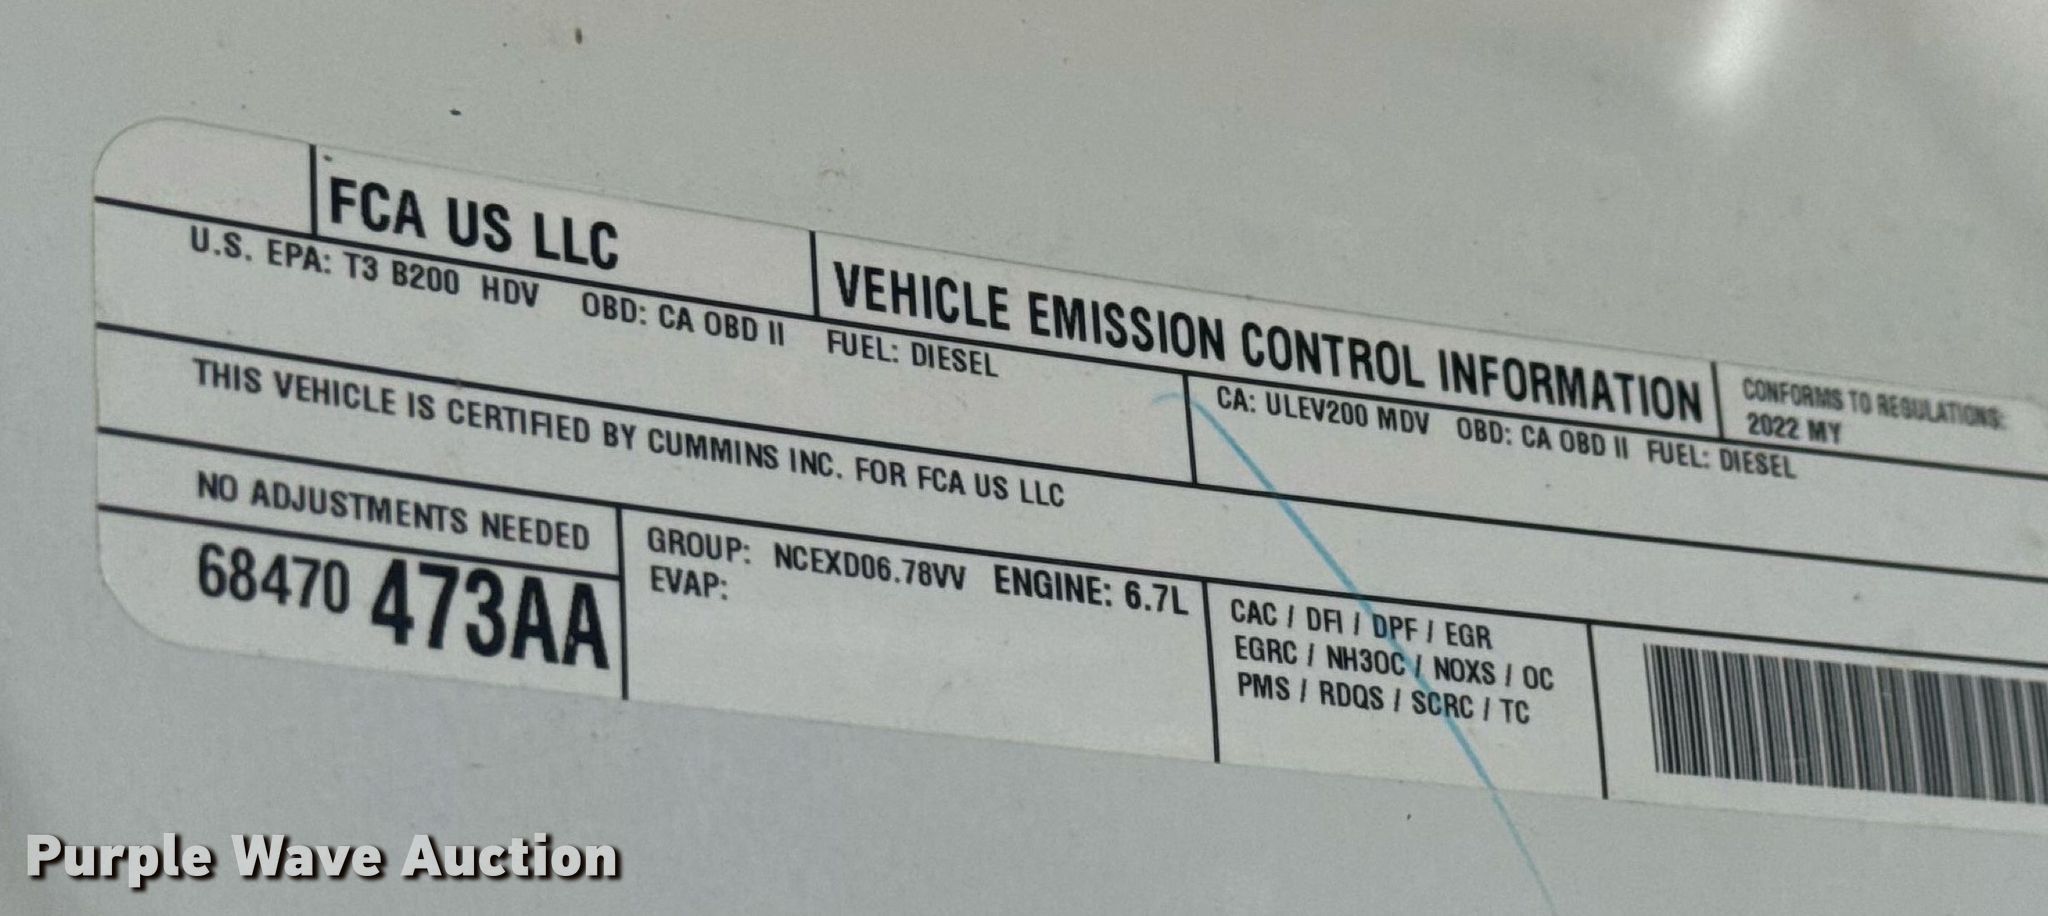 FCA US LLC
VEHICLE EMISSION CONTROL INFORMATION
CONFORMS TO REGULATIONS:
2022 MY
U.S. EPA: T3 B200 HDV OBD: CA OBD II FUEL: DIESEL
CA: ULEV200 MDV OBD: CA OBD II FUEL: DIESEL
THIS VEHICLE IS CERTIFIED BY CUMMINS INC. FOR FCA US LLC
NO ADJUSTMENTS NEEDED
68470 473AA
GROUP: NCEXD06.78VV ENGINE: 6.7L
EVAP:
CAC / DFI / DPF / EGR
EGRC / NH3OC / NOXS / OC
PMS / RDQS / SCRC / TC
Purple Wave Auction